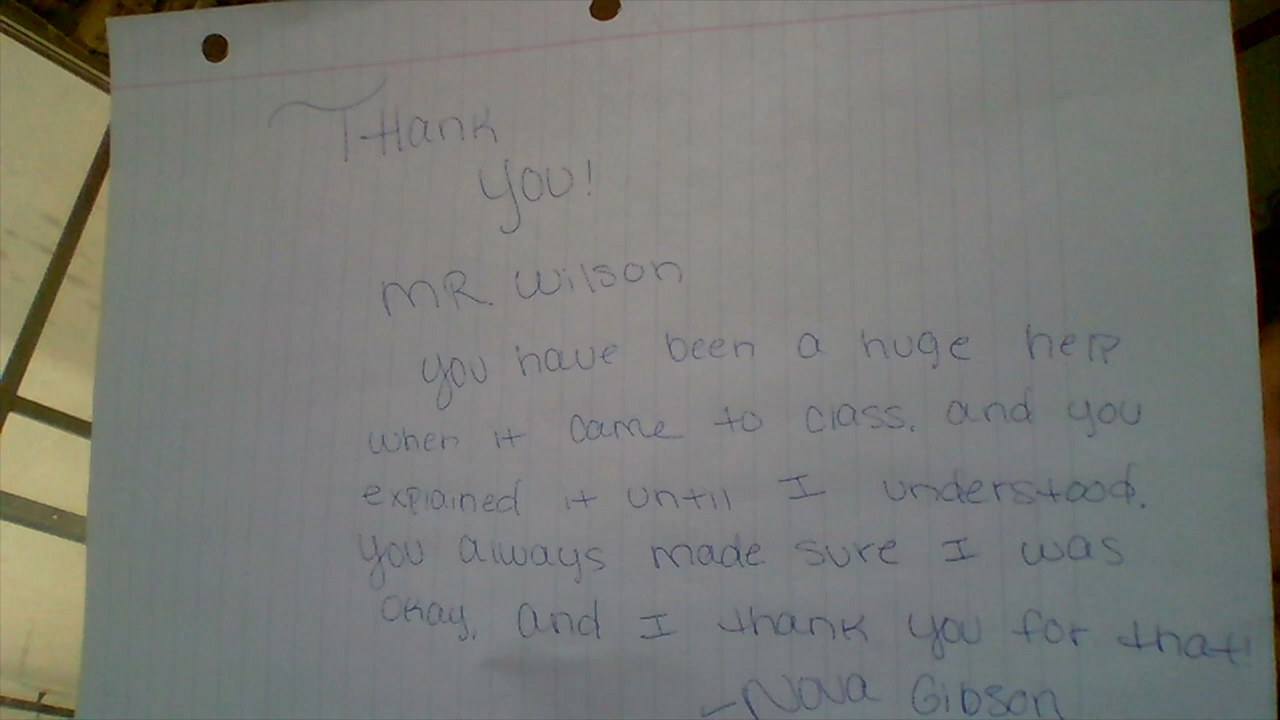 Thank
you!
MR. Wilson
you have been a huge help
when it came to class, and you
explained it until I understood.
You always made sure I was
okay, and I thank you for that!
-Nova Gibson